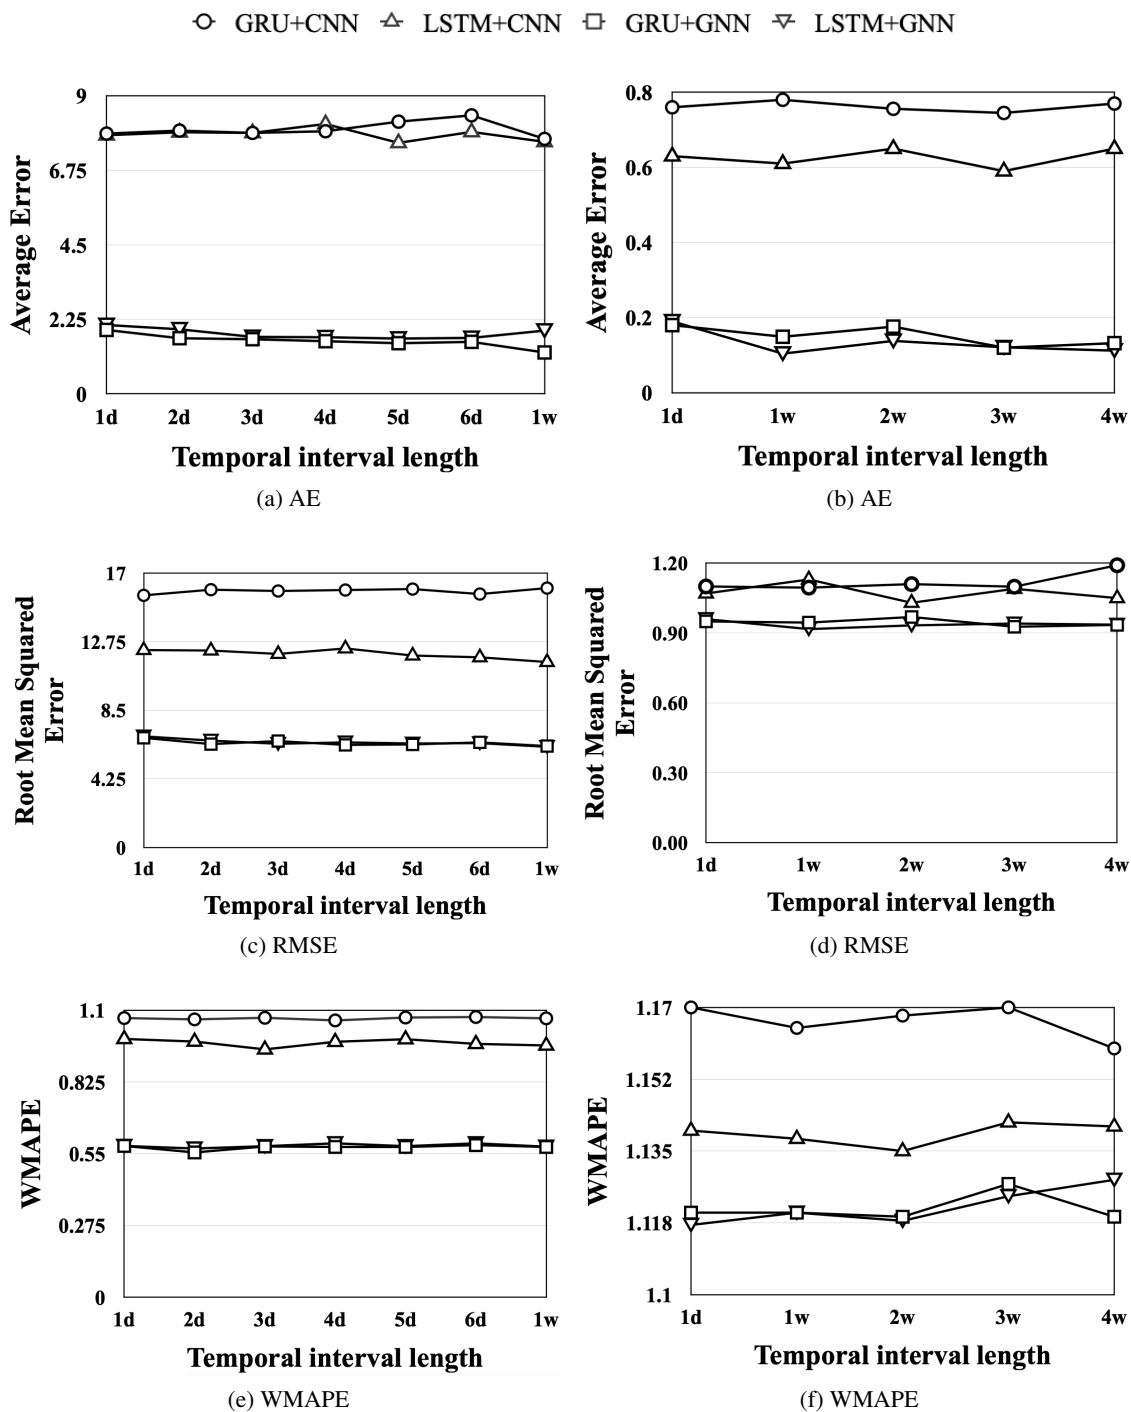 GRU+CNN LSTM+CNN GRU+GNN LSTM+GNN
9
6.75
4.5
2.25
0
Average Error
1d 2d 3d 4d 5d 6d 1w
Temporal interval length
(a) AE
0.8
0.6
0.4
0.2
0
Average Error
1d 1w 2w 3w 4w
Temporal interval length
(b) AE
17
12.75
8.5
4.25
0
Root Mean Squared
Error
1d 2d 3d 4d 5d 6d 1w
Temporal interval length
(c) RMSE
1.20
0.90
0.60
0.30
0.00
Root Mean Squared
Error
1d 1w 2w 3w 4w
Temporal interval length
(d) RMSE
1.1
0.825
0.55
0.275
0
WMAPE
1d 2d 3d 4d 5d 6d 1w
Temporal interval length
(e) WMAPE
1.17
1.152
1.135
1.118
1.1
WMAPE
1d 1w 2w 3w 4w
Temporal interval length
(f) WMAPE